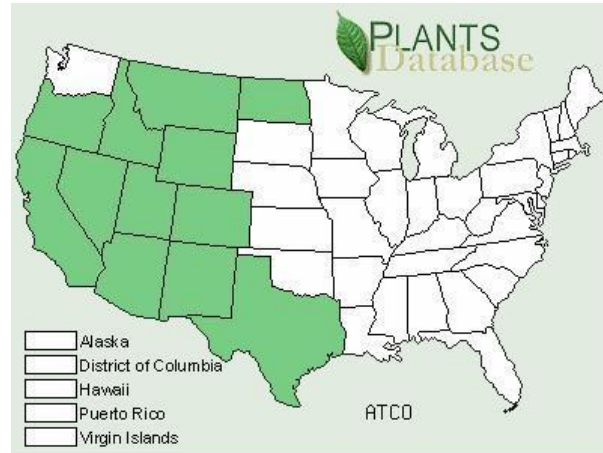 PLANTS
Database
Alaska
District of Columbia
Hawaii
Puerto Rico
Virgin Islands
ATCO